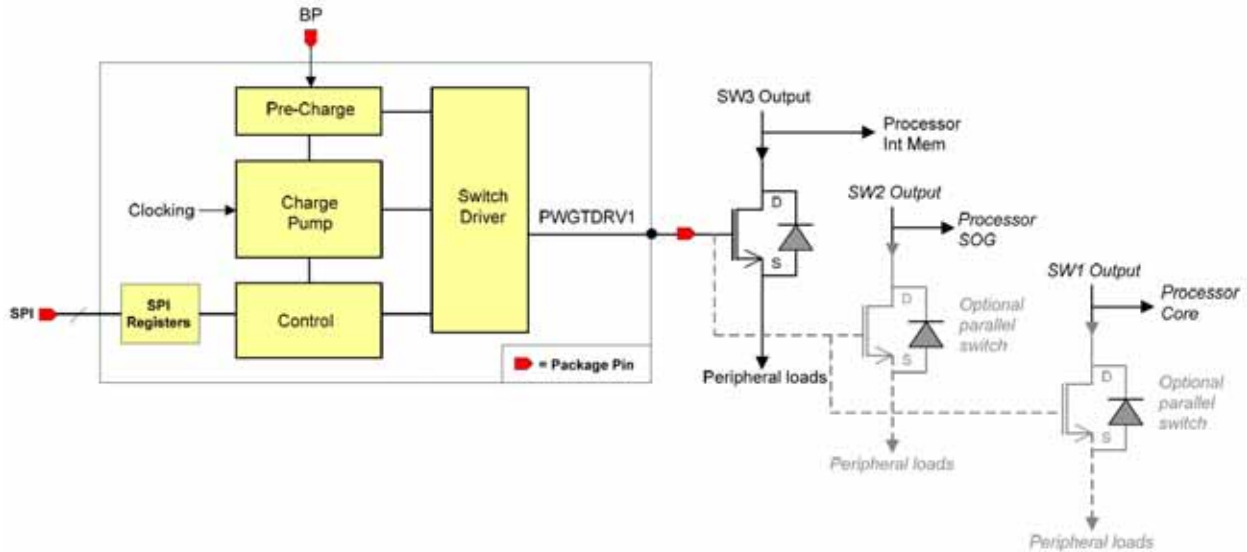 BP
Pre-Charge
Charge
Pump
Clocking
Switch
Driver
PWGTDRV1
SPI
SPI
Registers
Control
= Package Pin
SW3 Output
Processor
Int Mem
D
S
Peripheral loads
SW2 Output
Processor
SOG
D
S
Optional
parallel
switch
Peripheral loads
SW1 Output
Processor
Core
D
S
Optional
parallel
switch
Peripheral loads